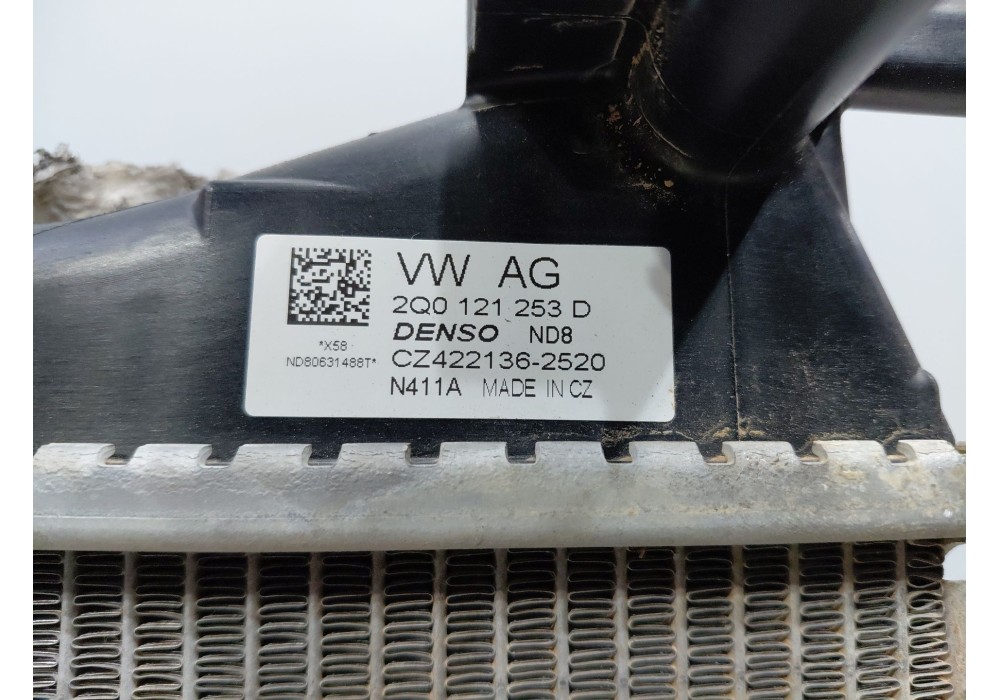 VW AG
2Q0 121 253 D
DENSO ND8
*X58
ND80631488T*
CZ422136-2520
N411A MADE IN CZ